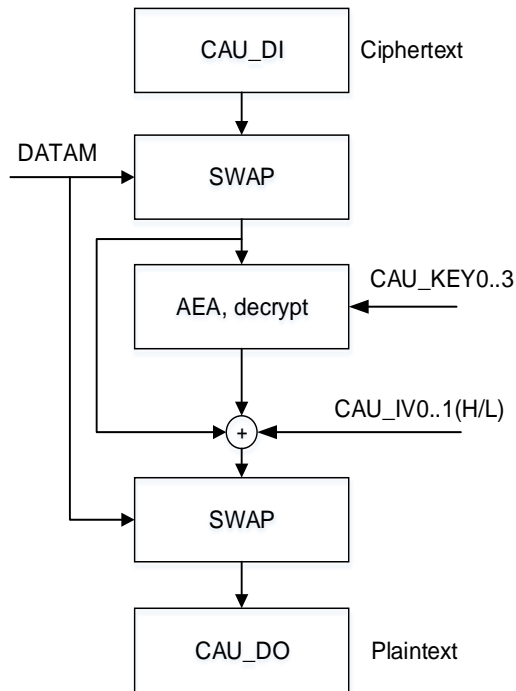 CAU_DI Ciphertext
DATAM
SWAP
CAU_KEY0..3
AEA, decrypt
CAU_IV0..1(H/L)
+
SWAP
CAU_DO Plaintext